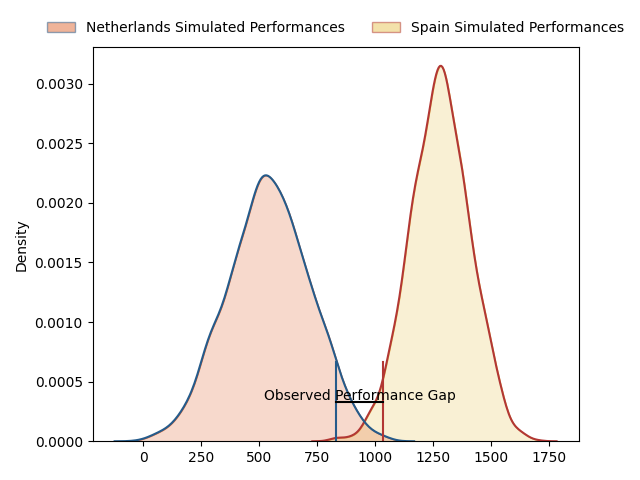 Netherlands Simulated Performances Spain Simulated Performances
0.0030
0.0025
0.0020
0.0015
0.0010
0.0005
0.0000
Density
Observed Performance Gap
0 250 500 750 1000 1250 1500 1750